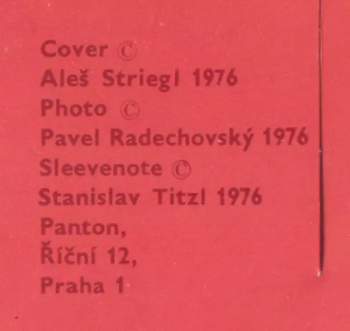 Cover ©
Aleš Striegl 1976
Photo ©
Pavel Radechovský 1976
Sleevenote ©
Stanislav Titzl 1976
Panton,
Říční 12,
Praha 1